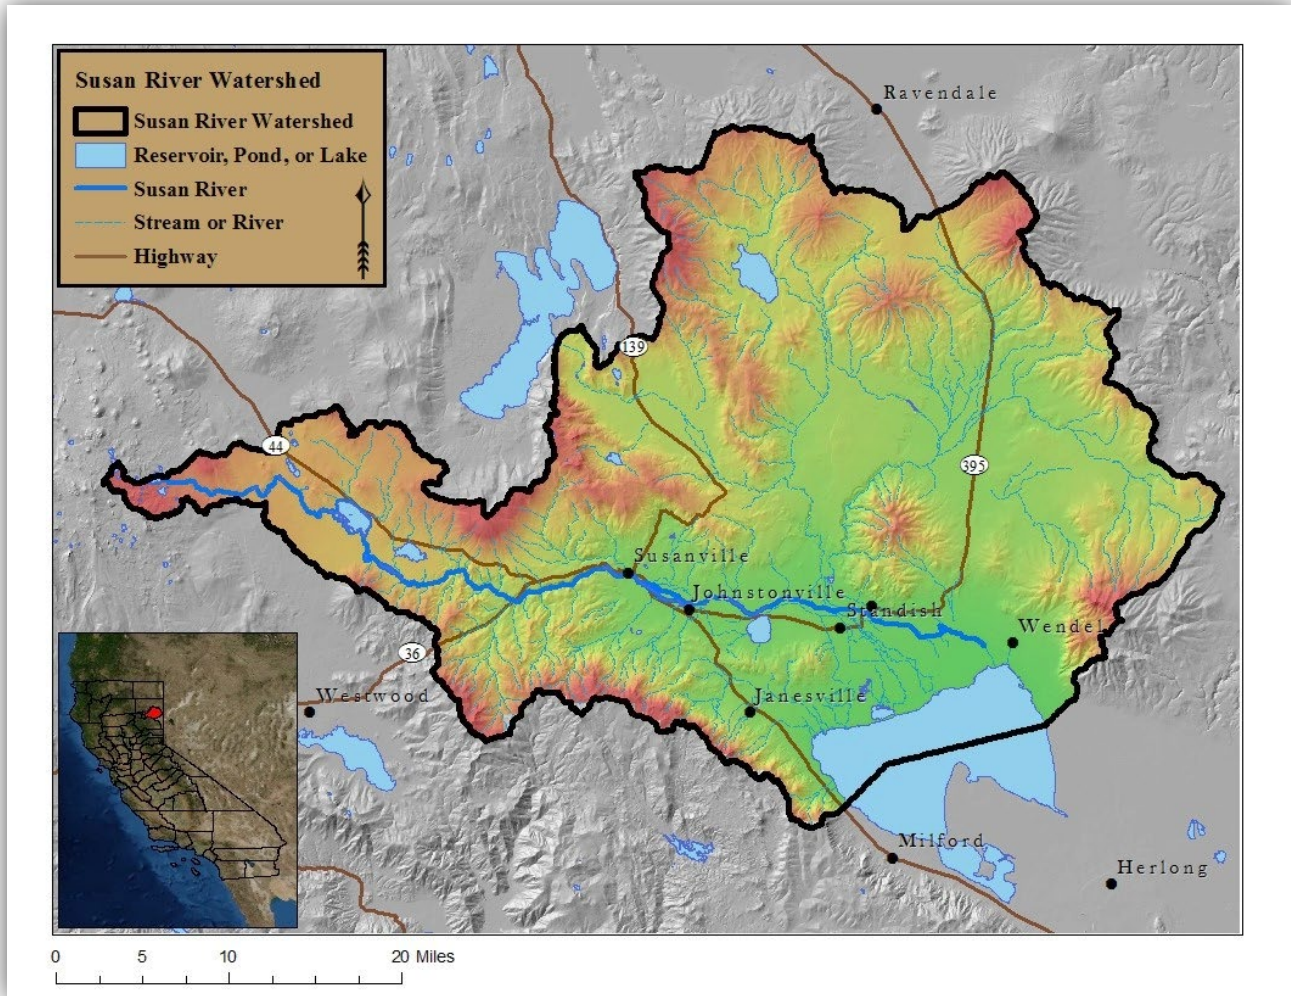 Susan River Watershed
Susan River Watershed
Reservoir, Pond, or Lake
Susan River
Stream or River
Highway
Ravendale
139
44
395
Susanville
Johnstonville
Standish
Wendel
36
Westwood
Janesville
Milford
Herlong
0 5 10 20 Miles